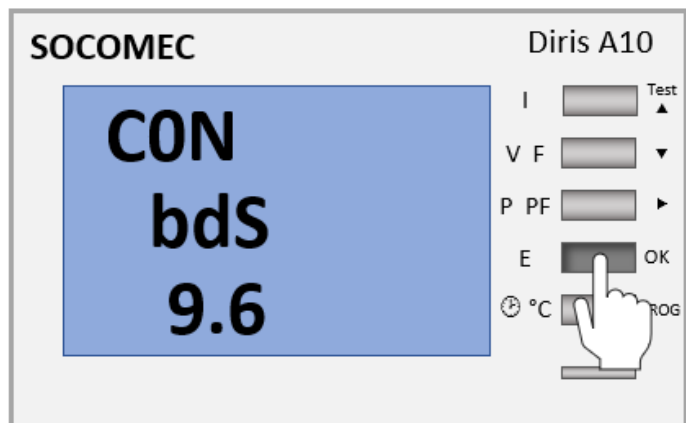 SOCOMEC
Diris A10
C0N
bdS
9.6
I
Test
▲
V F
▼
P PF
►
E
OK
°C
ROG